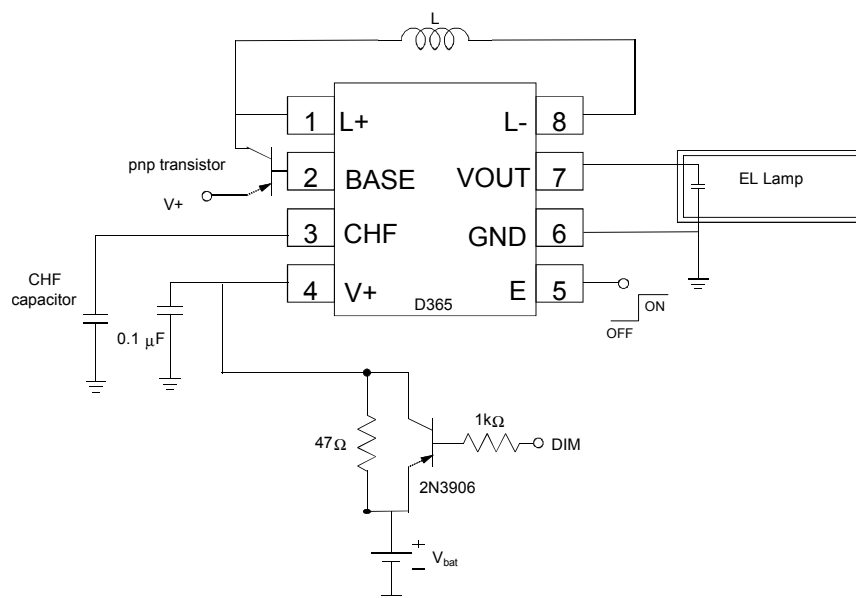 L
1 L+ L- 8
pnp transistor
2 BASE VOUT 7
EL Lamp
V+
3 CHF GND 6
CHF
capacitor
4 V+ E 5
D365
ON
OFF
0.1 μF
1kΩ
47Ω
DIM
2N3906
+
Vbat
–